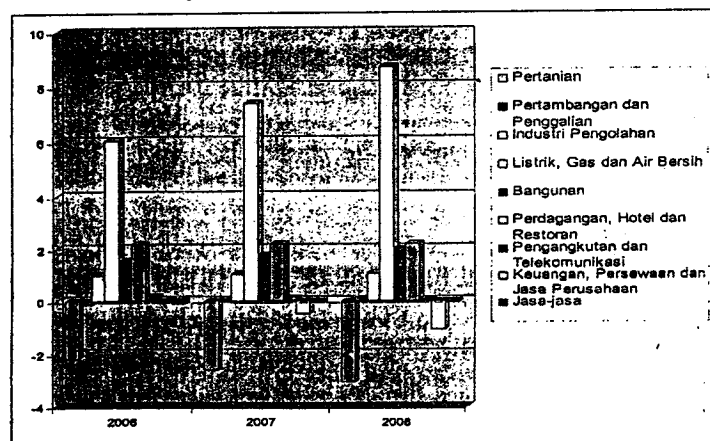 10
8
6
4
2
0
-2
-4
2006
2007
2008
Pertanian
Pertambangan dan
Penggalian
Industri Pengolahan
Listrik, Gas dan Air Bersih
Bangunan
Perdagangan, Hotel dan
Restoran
Pengangkutan dan
Telekomunikasi
Keuangan, Persewaan dan
Jasa Perusahaan
Jasa-jasa